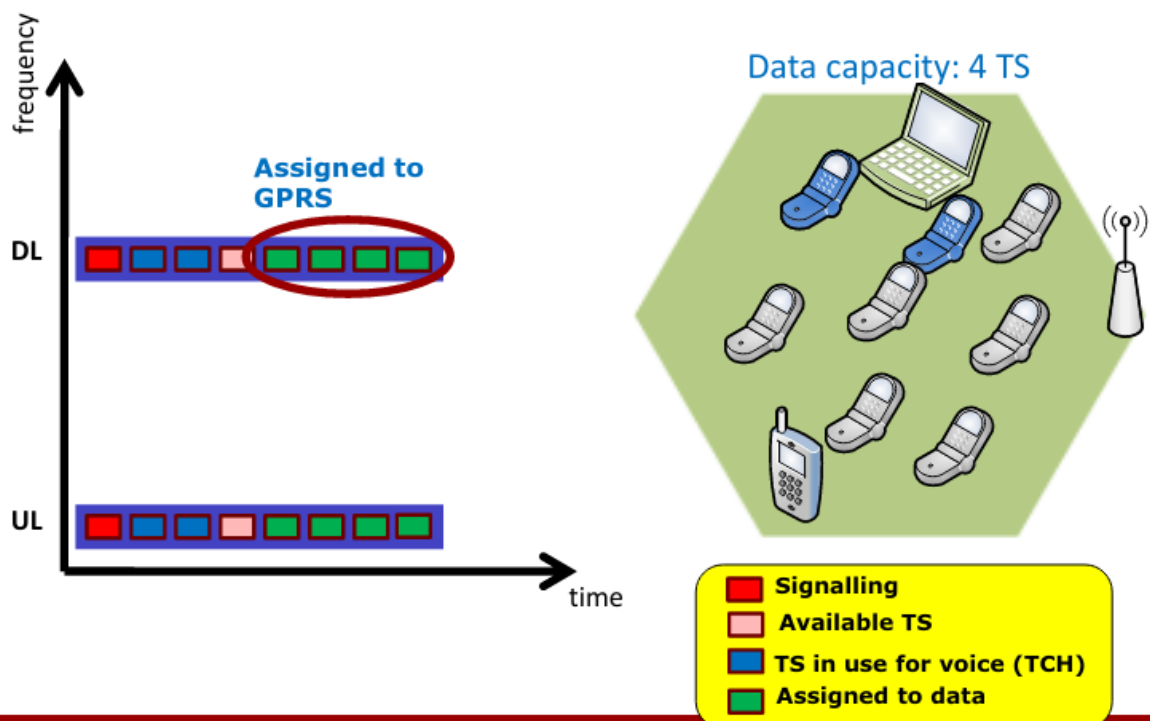 frequency
Data capacity: 4 TS
Assigned to
GPRS
DL
UL
time
Signalling
Available TS
TS in use for voice (TCH)
Assigned to data